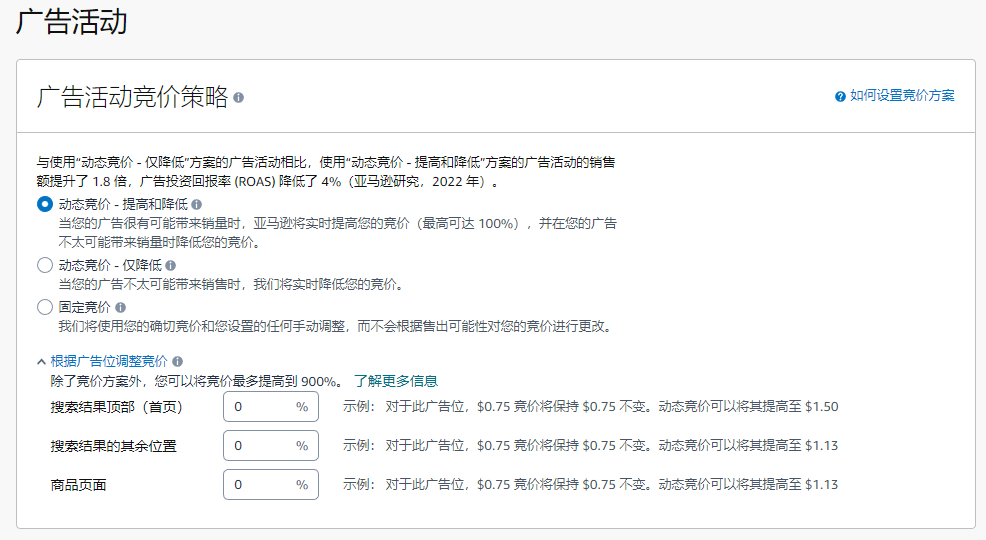 广告活动
广告活动竞价策略
如何设置竞价方案
与使用“动态竞价 - 仅降低”方案的广告活动相比，使用“动态竞价 - 提高和降低”方案的广告活动的销售
额提升了 1.8 倍，广告投资回报率 (ROAS) 降低了 4%（亚马逊研究，2022 年）。
动态竞价 - 提高和降低
当您的广告很有可能带来销量时，亚马逊将实时提高您的竞价（最高可达 100%），并在您的广告
不太可能带来销量时降低您的竞价。
动态竞价 - 仅降低
当您的广告不太可能带来销售时，我们将实时降低您的竞价。
固定竞价
我们将使用您的确切竞价和您设置的任何手动调整，而不会根据售出可能性对您的竞价进行更改。
根据广告位调整竞价
除了竞价方案外，您可以将竞价最多提高到 900%。 了解更多信息
搜索结果顶部（首页） 0 % 示例： 对于此广告位，$0.75 竞价将保持 $0.75 不变。动态竞价可以将其提高至 $1.50
搜索结果的其余位置 0 % 示例： 对于此广告位，$0.75 竞价将保持 $0.75 不变。动态竞价可以将其提高至 $1.13
商品页面 0 % 示例： 对于此广告位，$0.75 竞价将保持 $0.75 不变。动态竞价可以将其提高至 $1.13